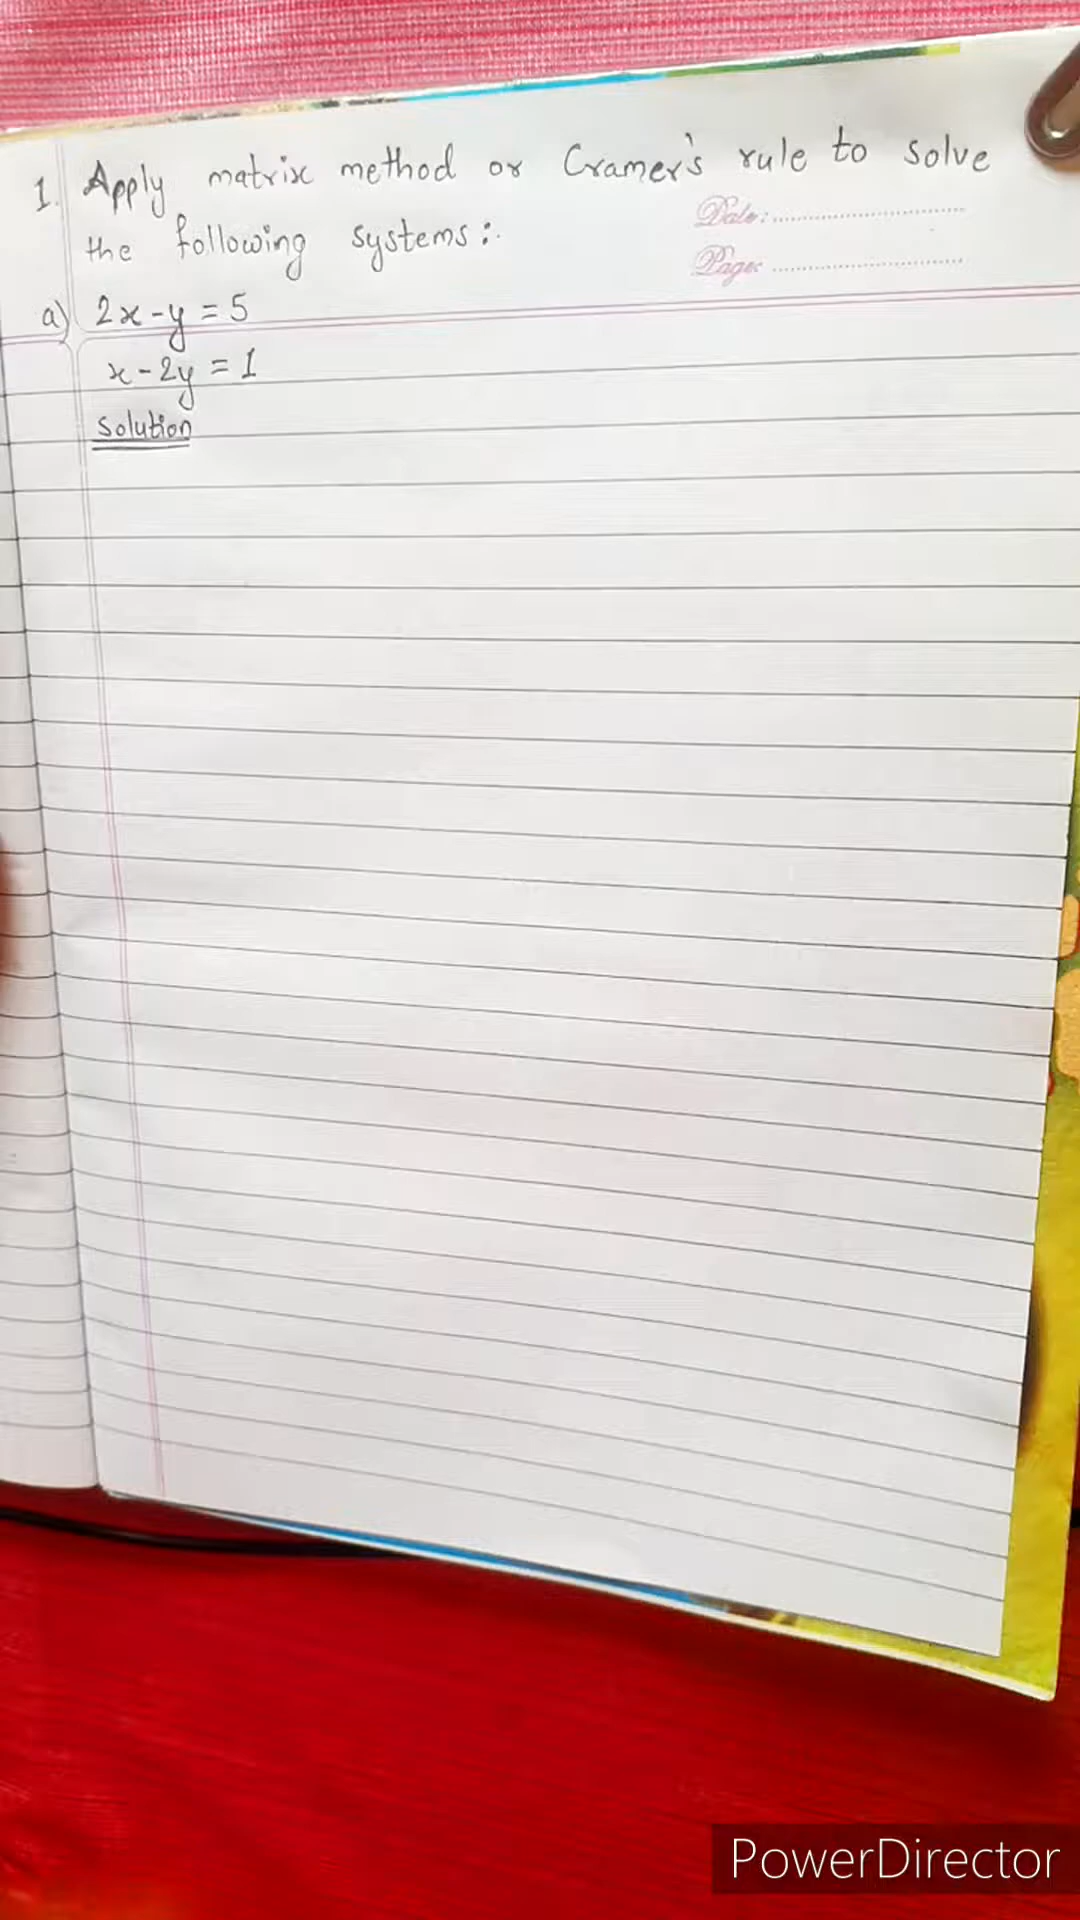 1. Apply matrix method or Cramer's rule to solve
the following systems:-
Date:
Page:
a) 2x-y = 5
x-2y = 1
Solution
PowerDirector